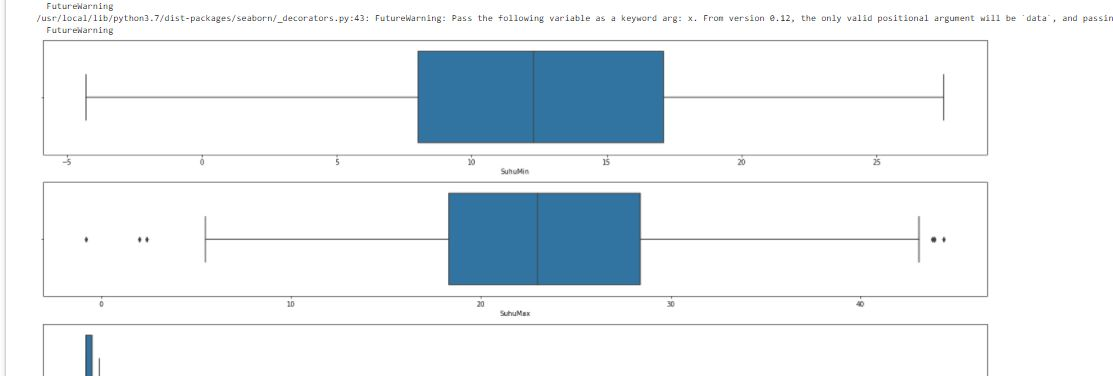 FutureWarning
/usr/local/lib/python3.7/dist-packages/seaborn/_decorators.py:43: FutureWarning: Pass the following variable as a keyword arg: x. From version 0.12, the only valid positional argument will be `data`, and passin
FutureWarning
−5 0 5 10 15 20 25
SuhuMin
0 10 20 30 40
SuhuMax